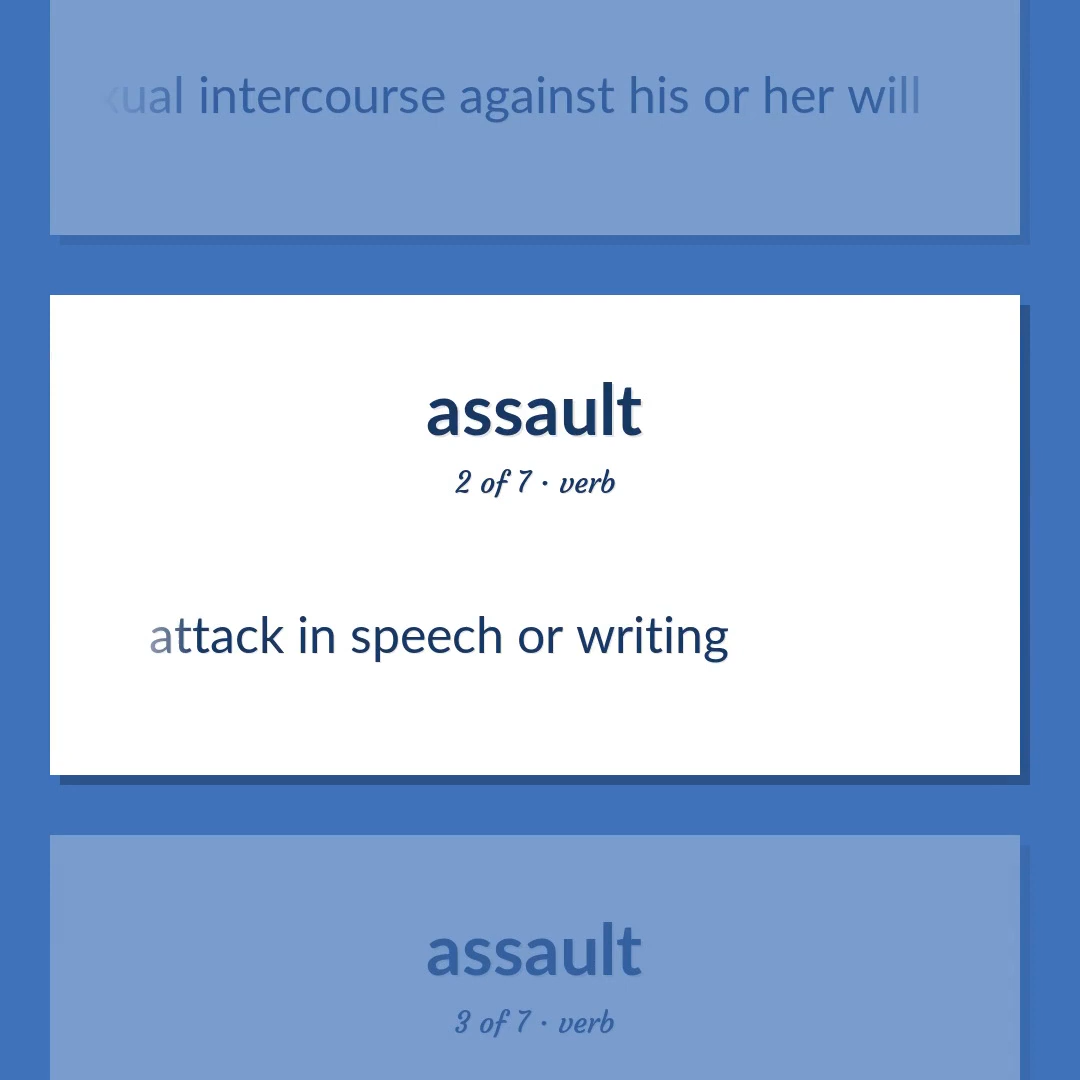 xual intercourse against his or her will
assault
2 of 7 · verb
attack in speech or writing
assault
3 of 7 · verb